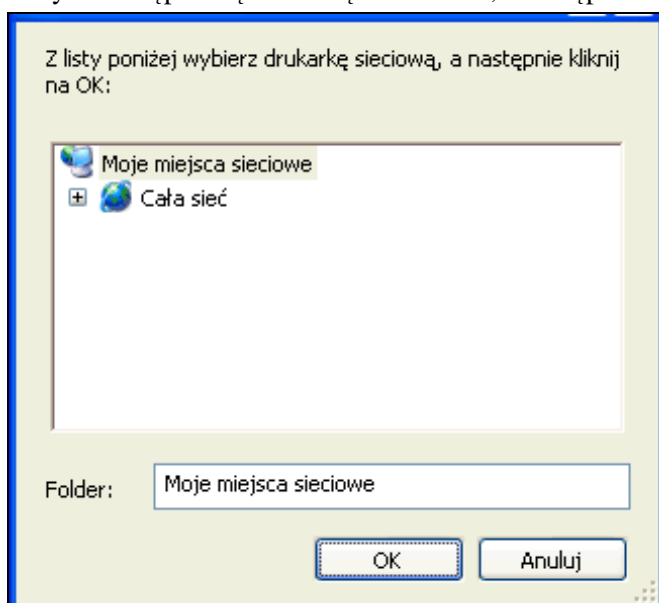 Z listy poniżej wybierz drukarkę sieciową, a następnie kliknij
na OK:
Moje miejsca sieciowe
Cała sieć
Folder:
Moje miejsca sieciowe
OK
Anuluj